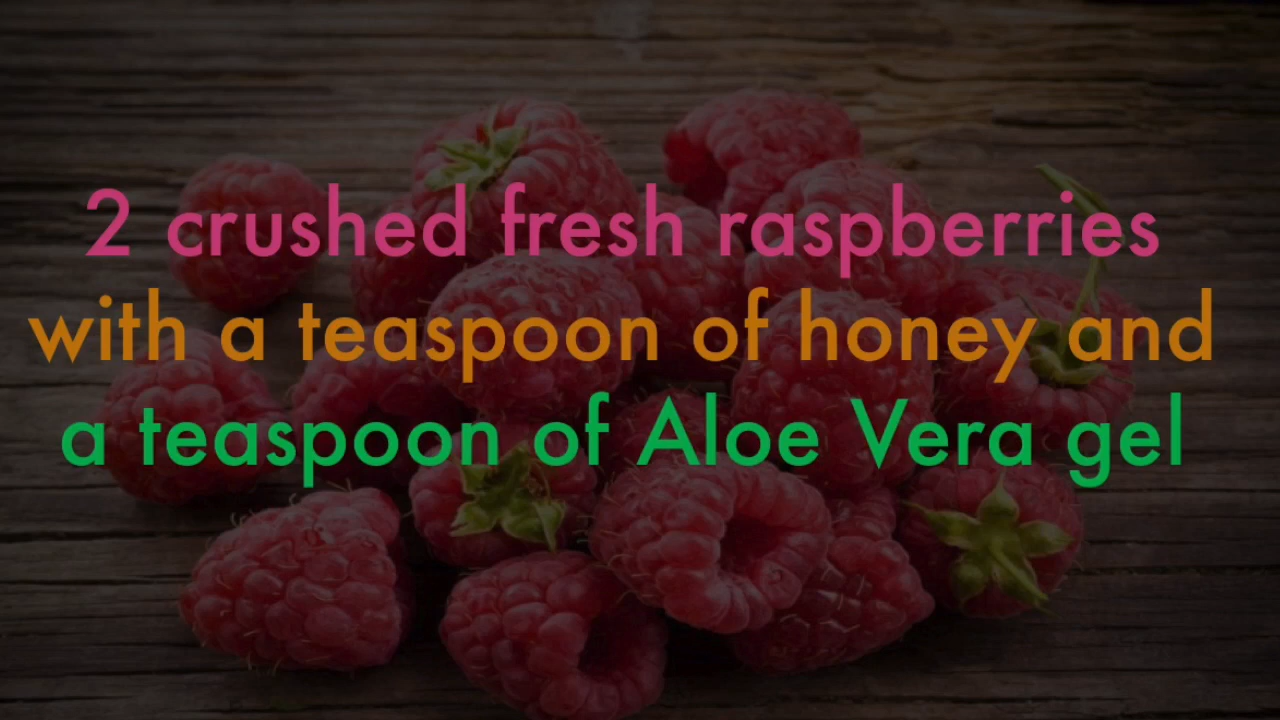 2 crushed fresh raspberries
with a teaspoon of honey and
a teaspoon of Aloe Vera gel